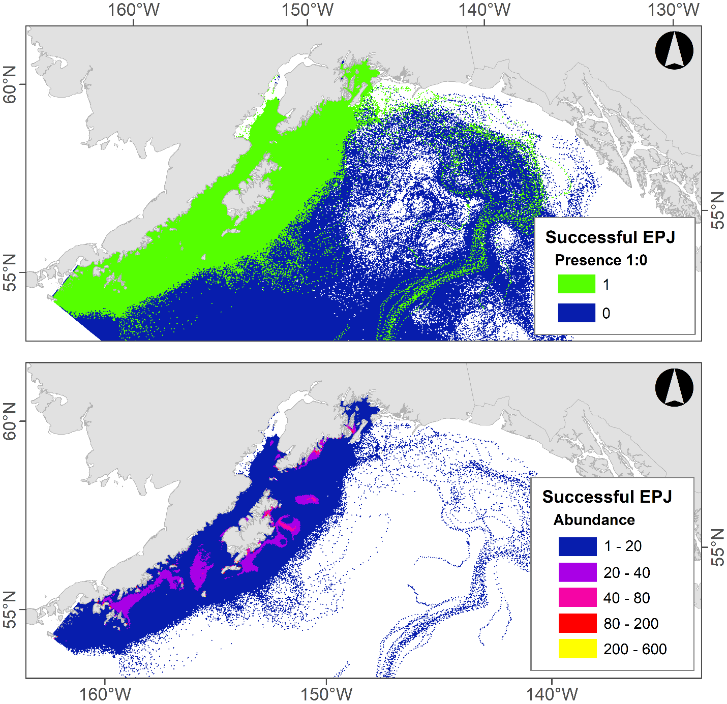 160°W 150°W 140°W 130°W
60°N
55°N
55°N
Successful EPJ
Presence 1:0
1
0
60°N
55°N
55°N
Successful EPJ
Abundance
1 - 20
20 - 40
40 - 80
80 - 200
200 - 600
160°W 150°W 140°W